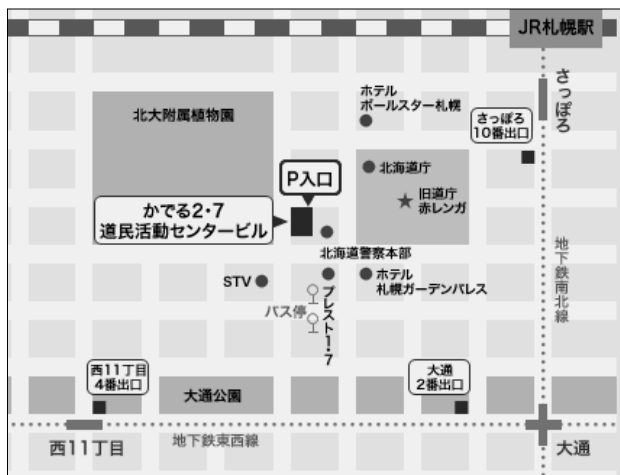 JR札幌駅
さっぽろ
ホテル
ポールスター札幌
さっぽろ
10番出口
北大附属植物園
北海道庁
P入口
旧道庁
赤レンガ
かでる2・7
道民活動センタービル
北海道警察本部
地下鉄南北線
STV
ホテル
札幌ガーデンパレス
バス停
プレスト1・7
西11丁目
4番出口
大通公園
大通
2番出口
西11丁目
地下鉄東西線
大通